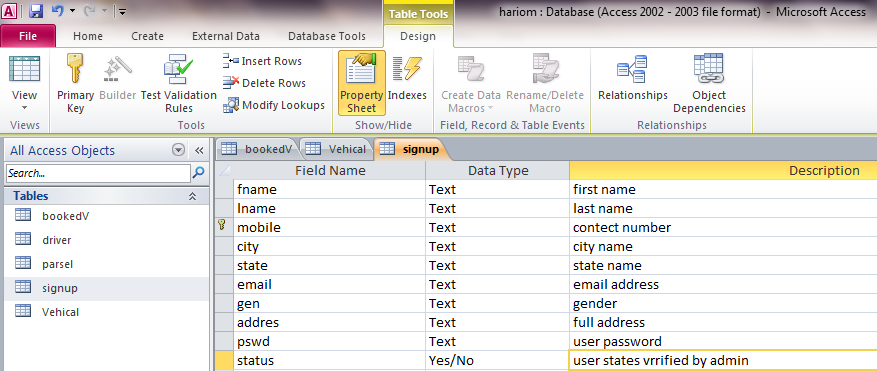 Table Tools
hariom : Database (Access 2002 - 2003 file format) - Microsoft Access
File Home Create External Data Database Tools Design
View
Primary Key
Builder
Test Validation Rules
Insert Rows
Delete Rows
Modify Lookups
Property Sheet
Indexes
Create Data Macros
Rename/Delete Macro
Relationships
Object Dependencies
Views Tools Show/Hide Field, Record & Table Events Relationships
All Access Objects
Search...
Tables
bookedV
driver
parsel
signup
Vehical
bookedV Vehical signup
Field Name Data Type Description
fname Text first name
lname Text last name
mobile Text contect number
city Text city name
state Text state name
email Text email address
gen Text gender
addres Text full address
pswd Text user password
status Yes/No user states vrrified by admin